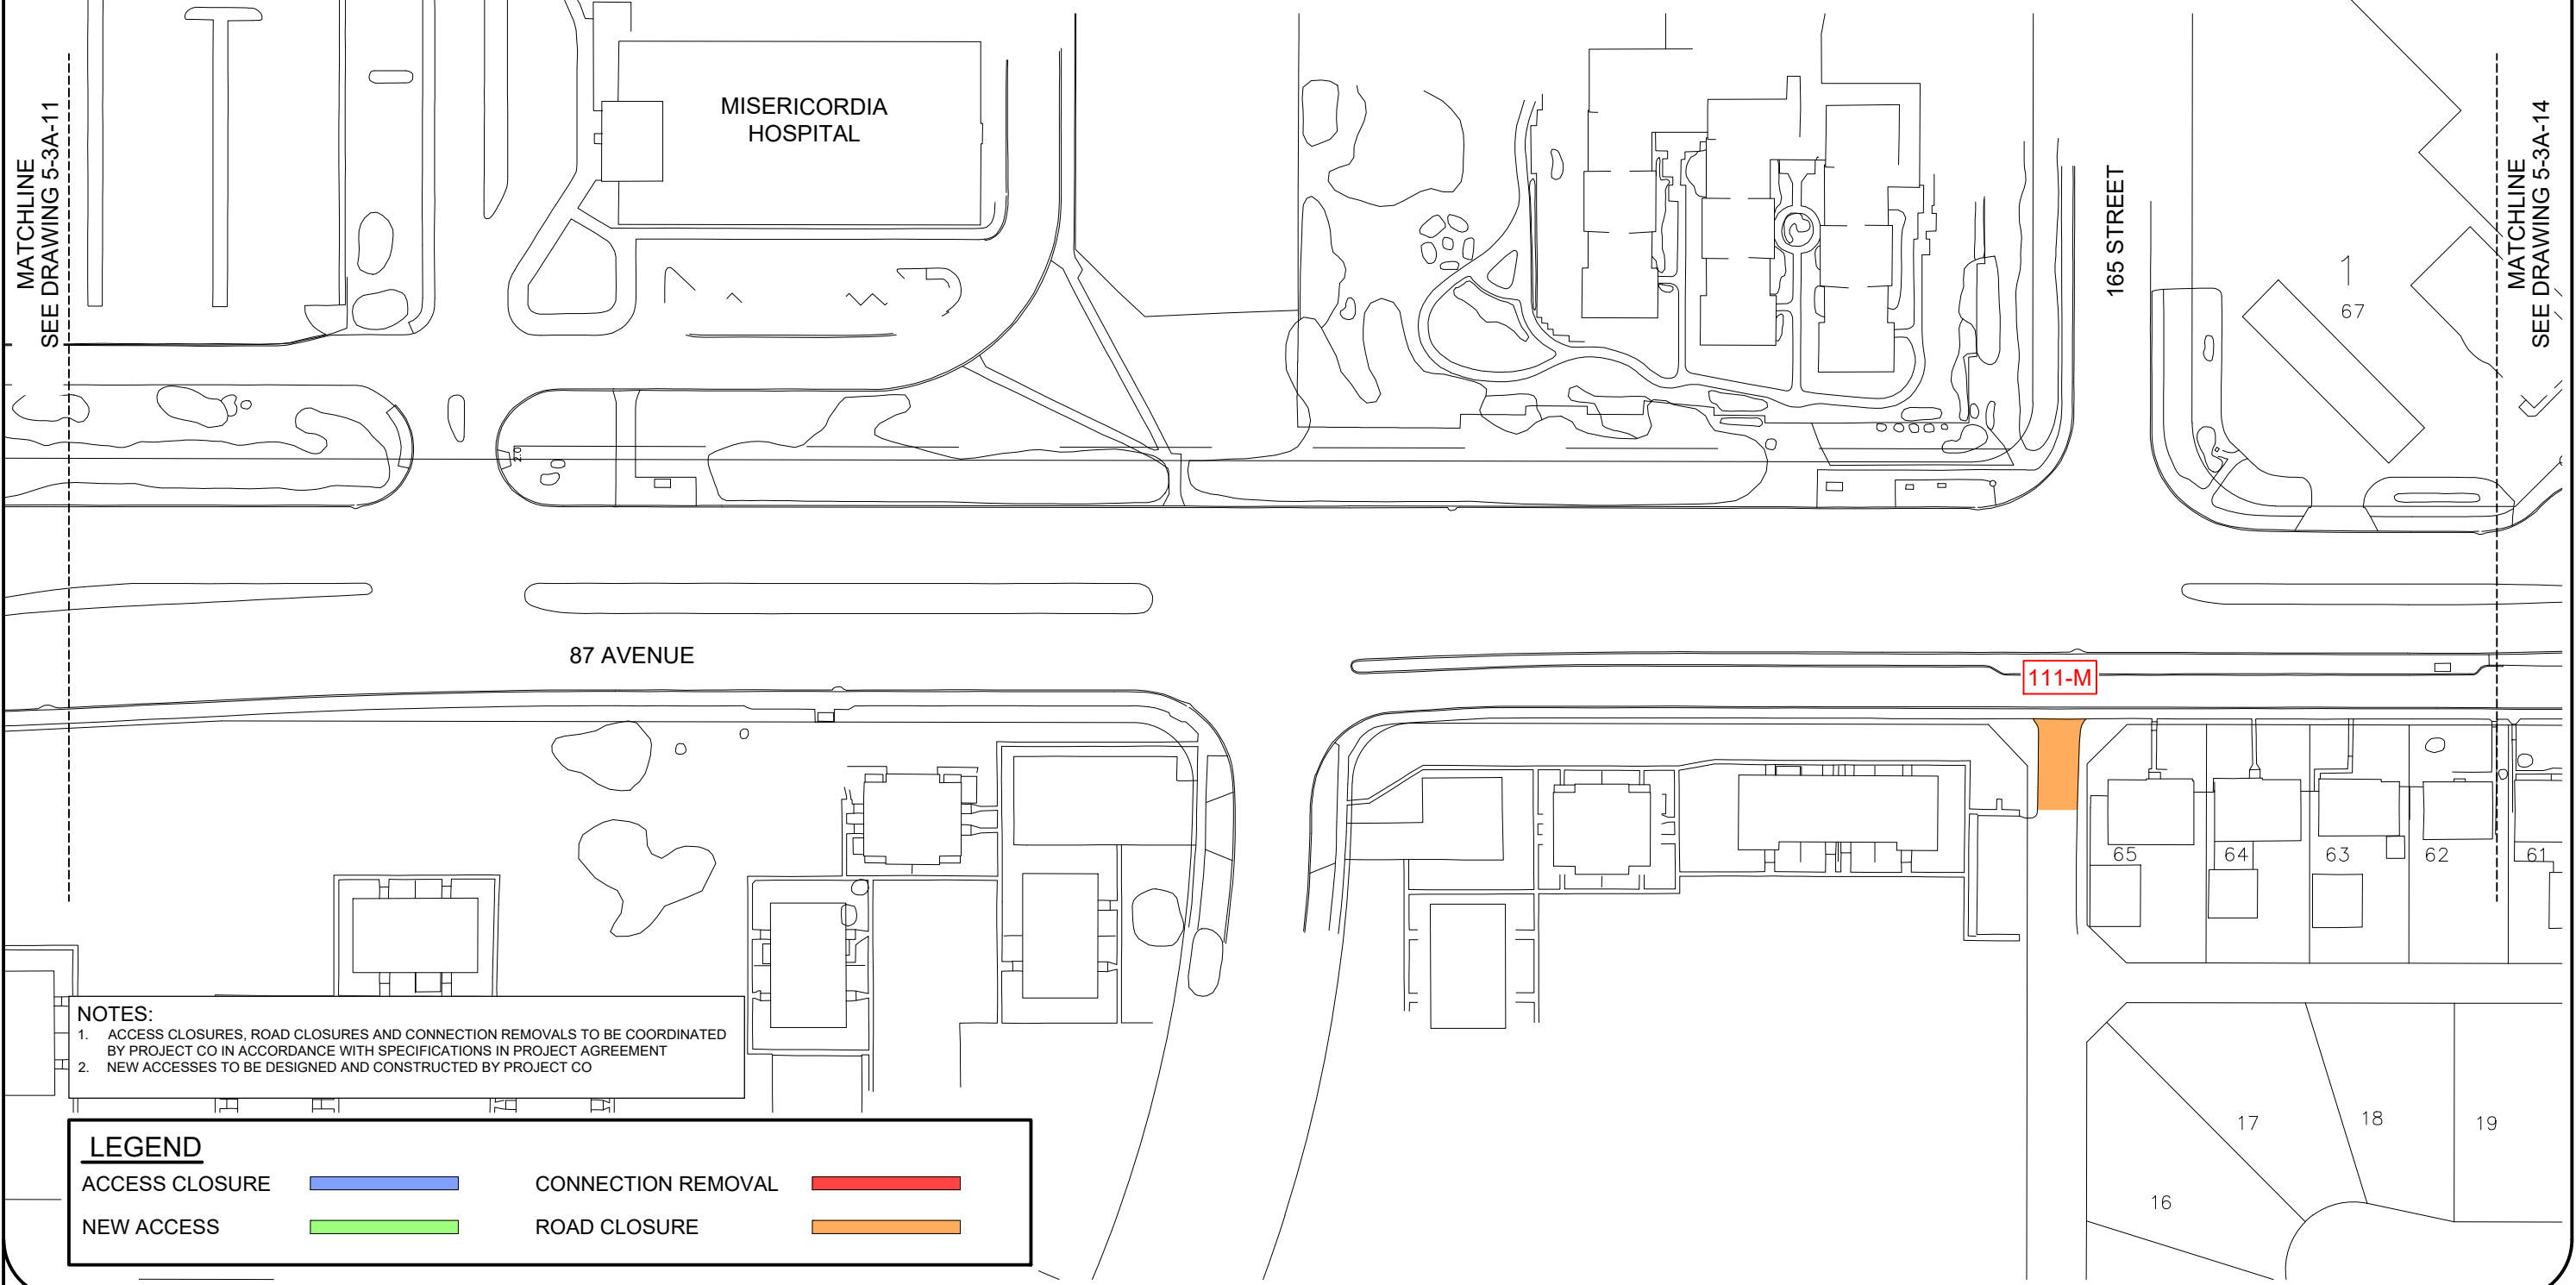 MISERICORDIA
HOSPITAL
MATCHLINE
SEE DRAWING 5-3A-11
165 STREET
MATCHLINE
SEE DRAWING 5-3A-14
1
67
2.0
87 AVENUE
111-M
65
64
63
62
61
NOTES:
1. ACCESS CLOSURES, ROAD CLOSURES AND CONNECTION REMOVALS TO BE COORDINATED
BY PROJECT CO IN ACCORDANCE WITH SPECIFICATIONS IN PROJECT AGREEMENT
2. NEW ACCESSES TO BE DESIGNED AND CONSTRUCTED BY PROJECT CO
17
18
19
16
LEGEND
ACCESS CLOSURE
CONNECTION REMOVAL
NEW ACCESS
ROAD CLOSURE